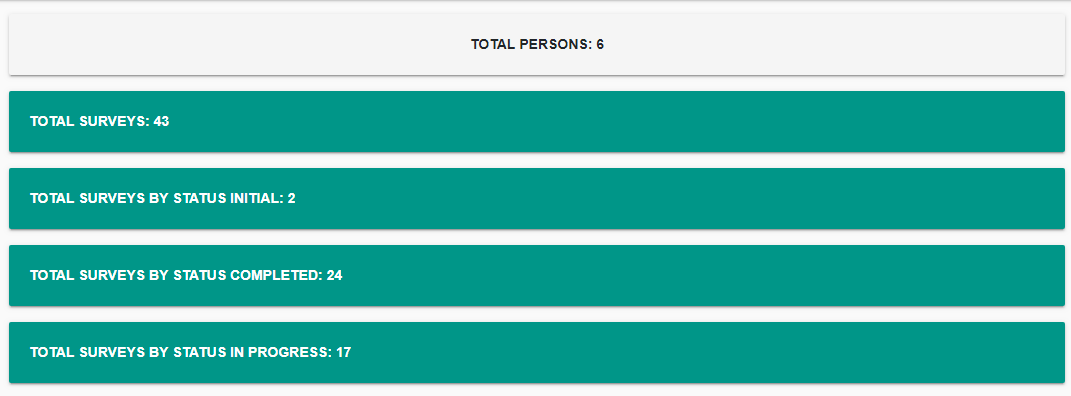 TOTAL PERSONS: 6
TOTAL SURVEYS: 43
TOTAL SURVEYS BY STATUS INITIAL: 2
TOTAL SURVEYS BY STATUS COMPLETED: 24
TOTAL SURVEYS BY STATUS IN PROGRESS: 17